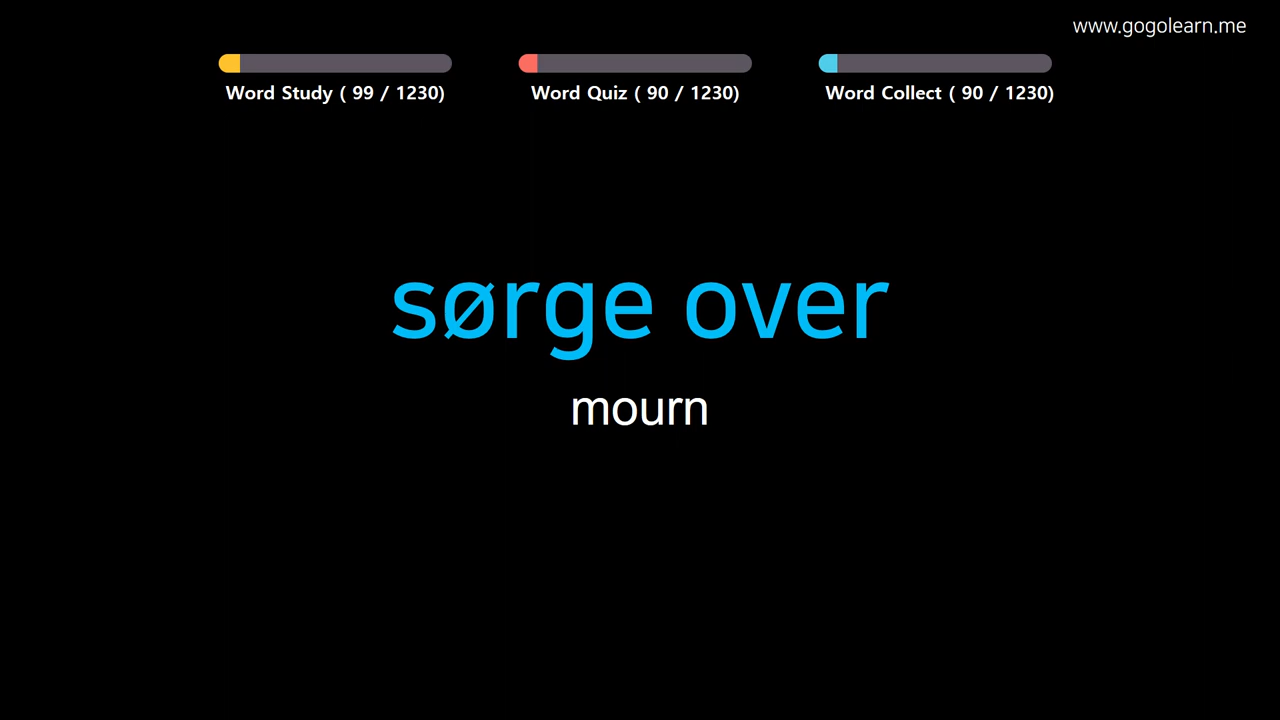 www.gogolearn.me
Word Study ( 99 / 1230)
Word Quiz ( 90 / 1230)
Word Collect ( 90 / 1230)
sørge over
mourn